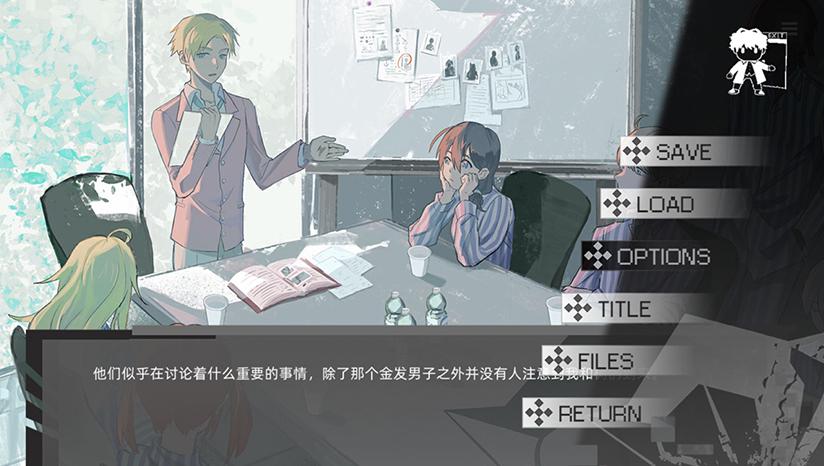 EXIT
SAVE
LOAD
OPTIONS
TITLE
FILES
RETURN
他们似乎在讨论着什么重要的事情，除了那个金发男子之外并没有人注意到我和